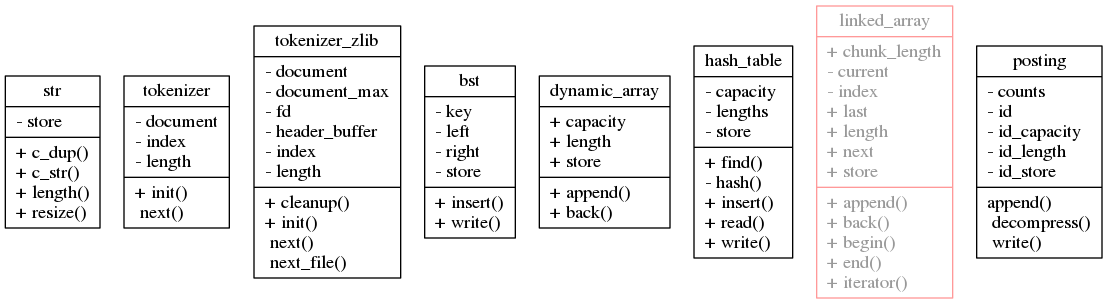 str
- store
+ c_dup()
+ c_str()
+ length()
+ resize()
tokenizer
- document
- index
- length
+ init()
next()
tokenizer_zlib
- document
- document_max
- fd
- header_buffer
- index
- length
+ cleanup()
+ init()
next()
next_file()
bst
- key
- left
- right
- store
+ insert()
+ write()
dynamic_array
+ capacity
+ length
+ store
+ append()
+ back()
hash_table
- capacity
- lengths
- store
+ find()
- hash()
+ insert()
+ read()
+ write()
linked_array
+ chunk_length
- current
- index
+ last
+ length
+ next
+ store
+ append()
+ back()
+ begin()
+ end()
+ iterator()
posting
- counts
- id
- id_capacity
- id_length
- id_store
append()
decompress()
write()